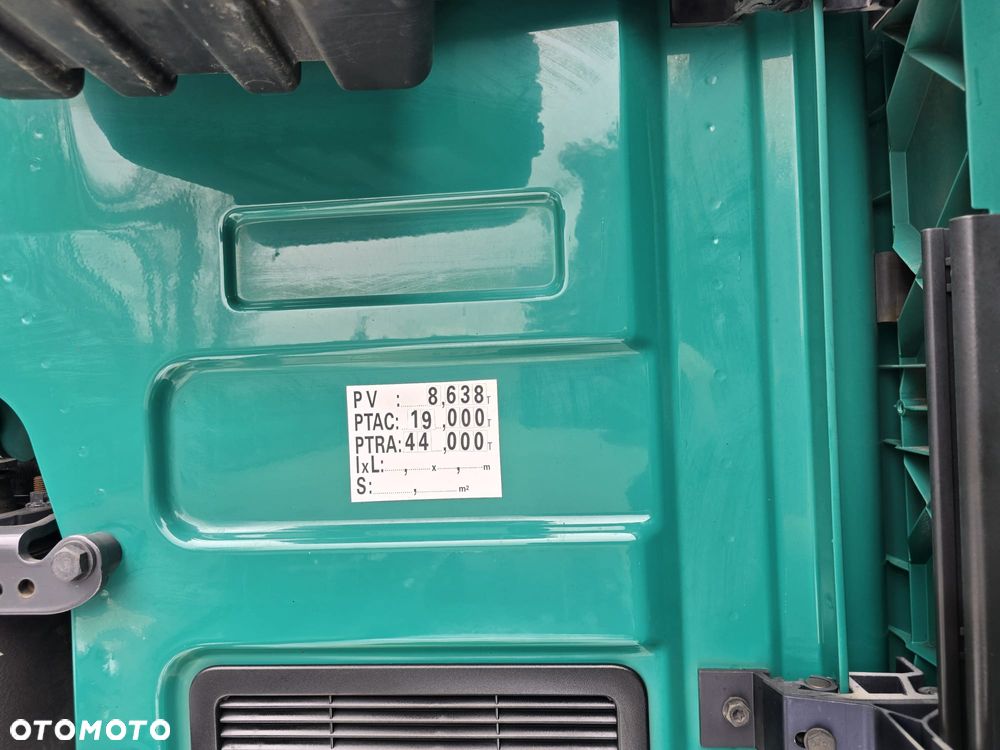 PV : 8,638T
PTAC: 19,000T
PTRA: 44,000T
IxL: ........,........x........,........m
S: ............,............m²
OTOMOTO